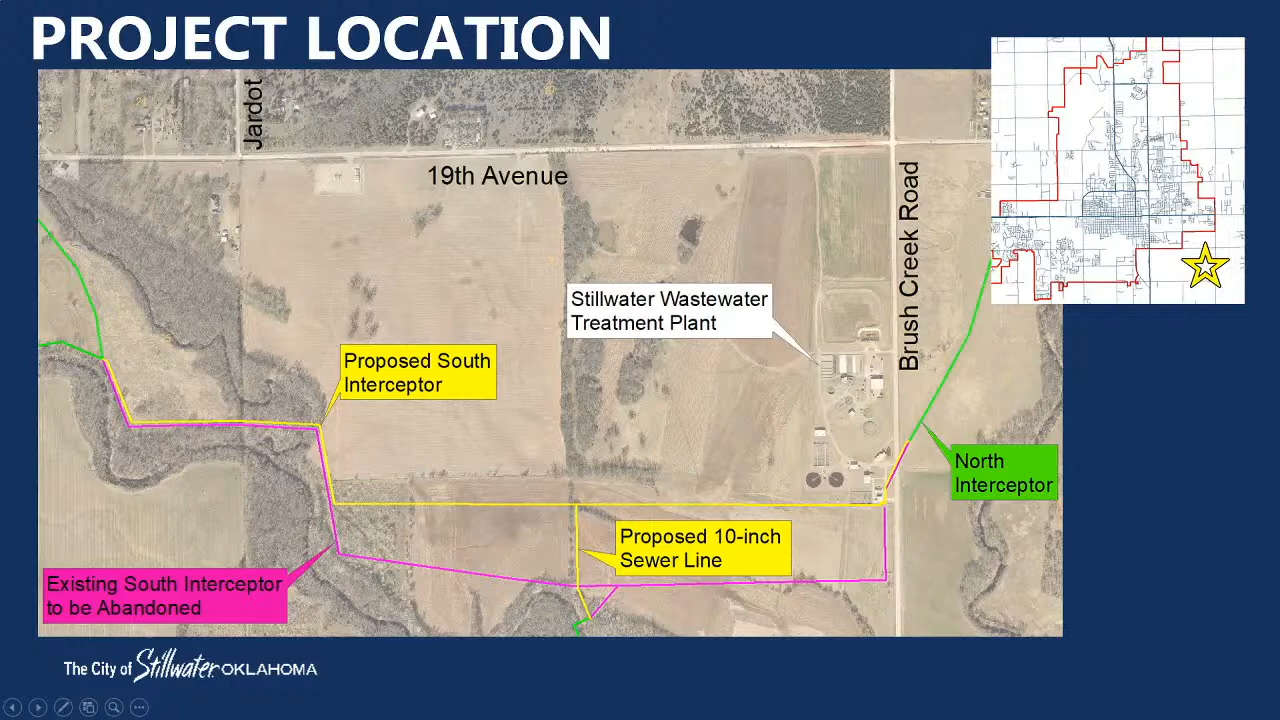 PROJECT LOCATION
Jardot
19th Avenue
Brush Creek Road
Stillwater Wastewater
Treatment Plant
Proposed South
Interceptor
North
Interceptor
Proposed 10-inch
Sewer Line
Existing South Interceptor
to be Abandoned
The City of Stillwater OKLAHOMA